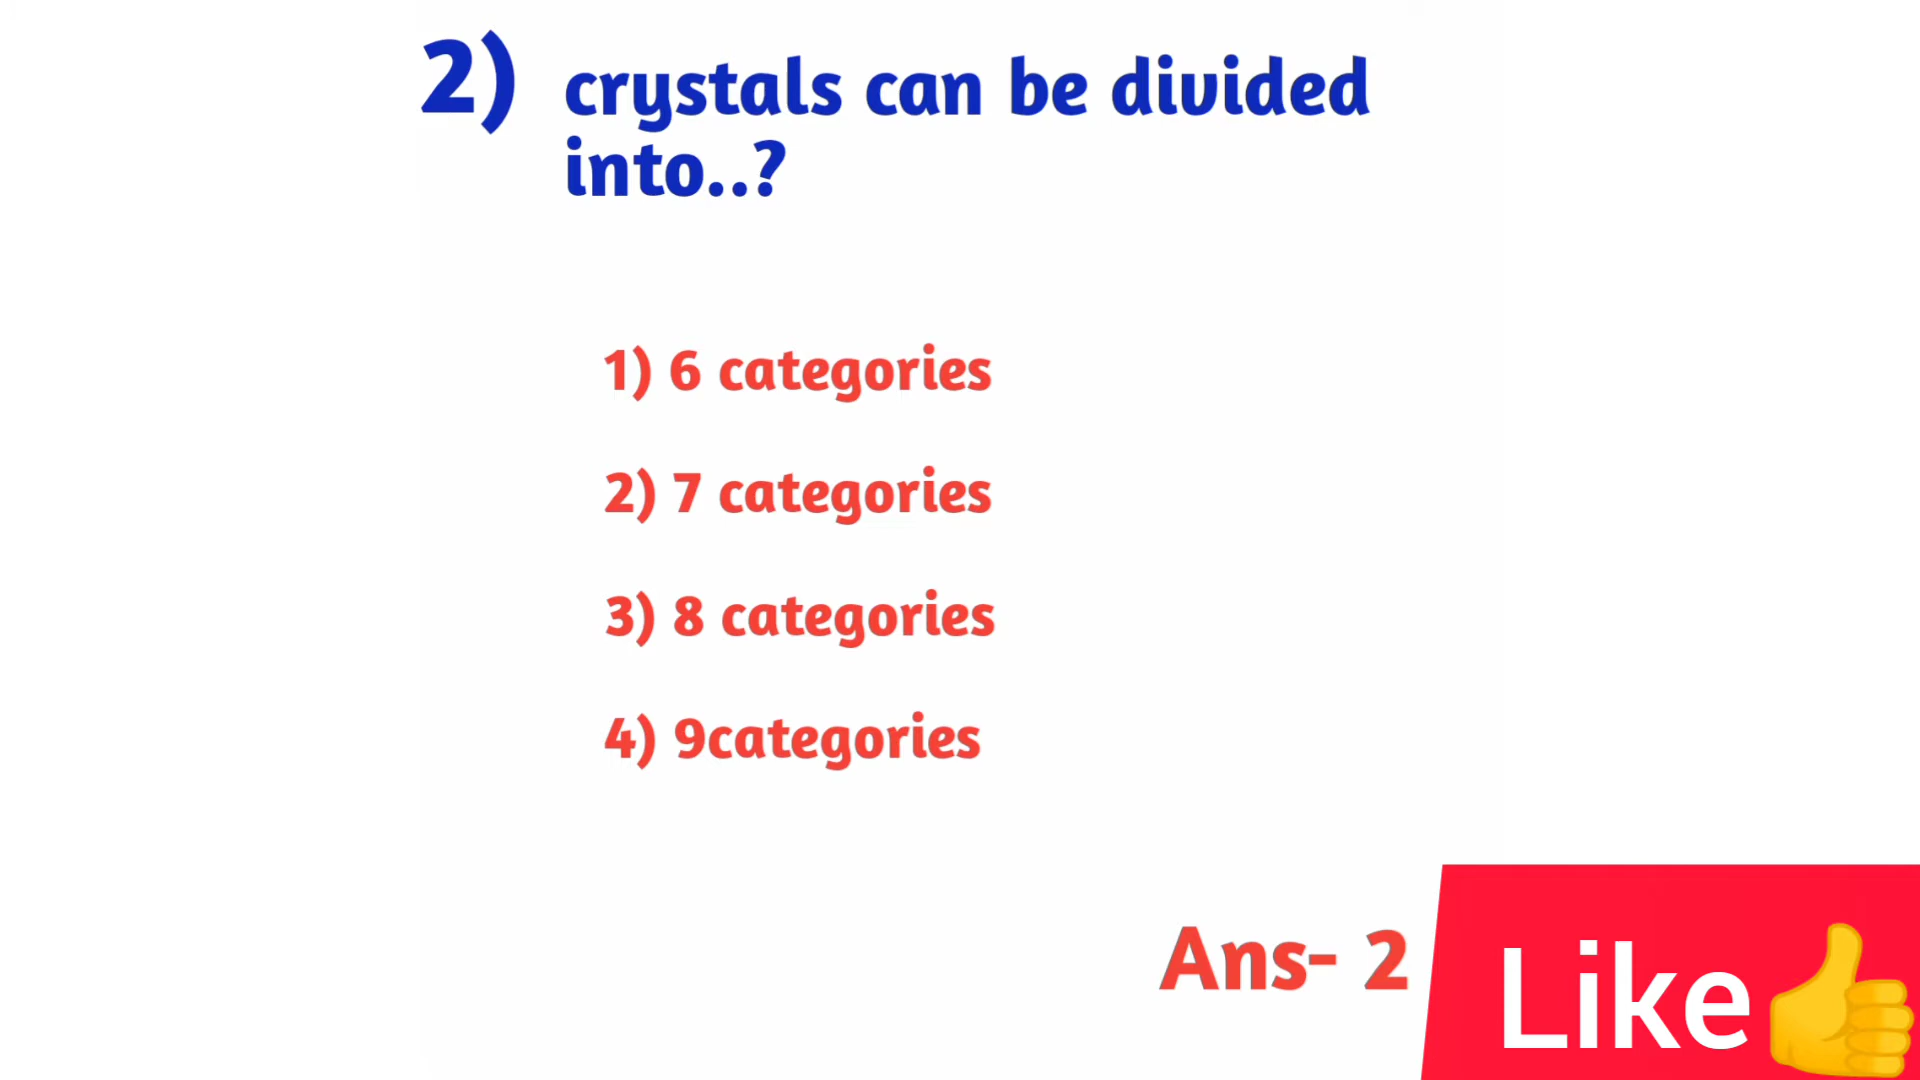 2) crystals can be divided
into..?
1) 6 categories
2) 7 categories
3) 8 categories
4) 9categories
Ans- 2
Like